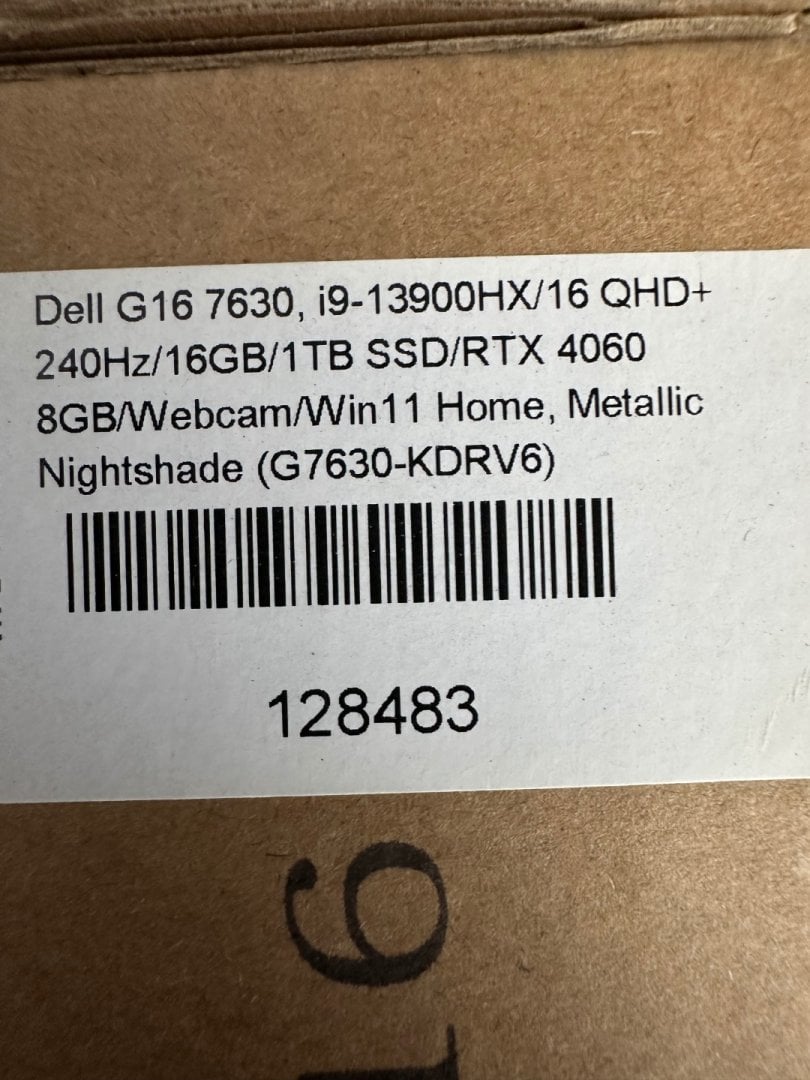 Dell G16 7630, i9-13900HX/16 QHD+
240Hz/16GB/1TB SSD/RTX 4060
8GB/Webcam/Win11 Home, Metallic
Nightshade (G7630-KDRV6)
128483